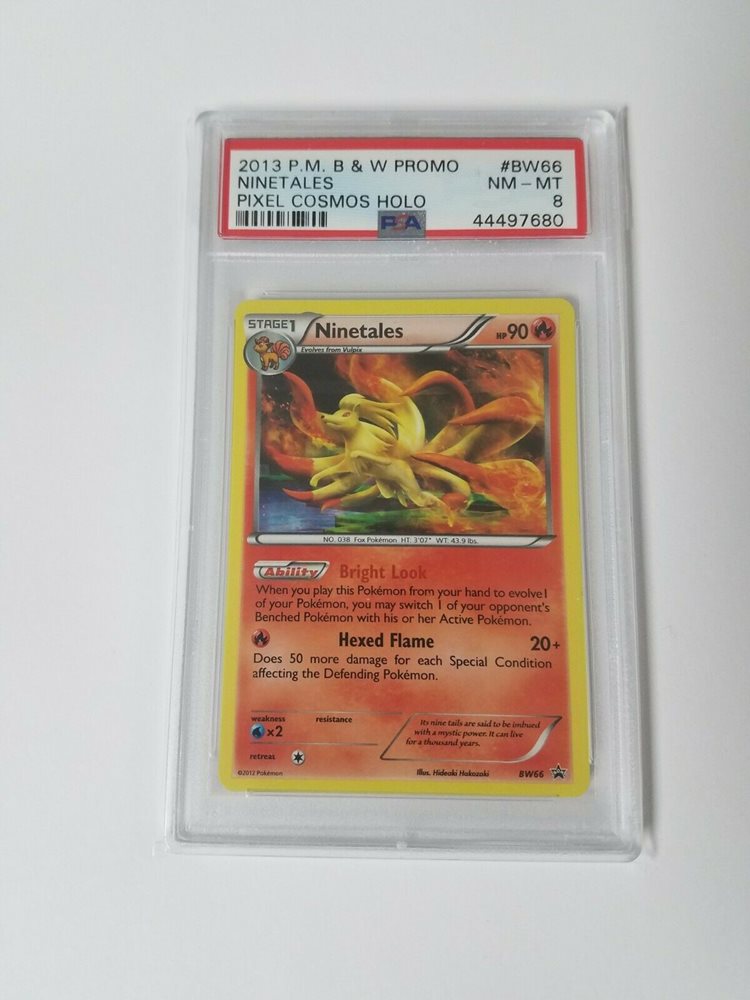 2013 P.M. B & W PROMO #BW66
NINETALES NM - MT
PIXEL COSMOS HOLO 8
PSA 44497680
STAGE1 Ninetales HP90
Evolves from Vulpix
NO. 038 Fox Pokémon HT: 3'07" WT: 43.9 lbs.
Ability Bright Look
When you play this Pokémon from your hand to evolve 1
of your Pokémon, you may switch 1 of your opponent's
Benched Pokémon with his or her Active Pokémon.
Hexed Flame 20+
Does 50 more damage for each Special Condition
affecting the Defending Pokémon.
weakness resistance
×2
retreat
Its nine tails are said to be imbued
with a mystic power. It can live
for a thousand years.
©2012 Pokémon Illus. Hideaki Hakozaki BW66